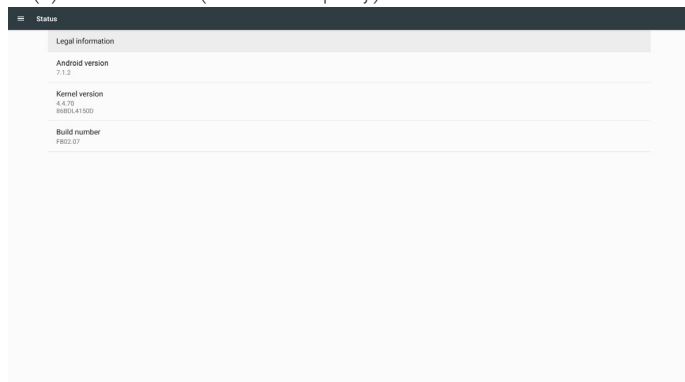 Status
Legal information
Android version
7.1.2
Kernel version
4.4.70
86BDL4150D
Build number
FB02.07